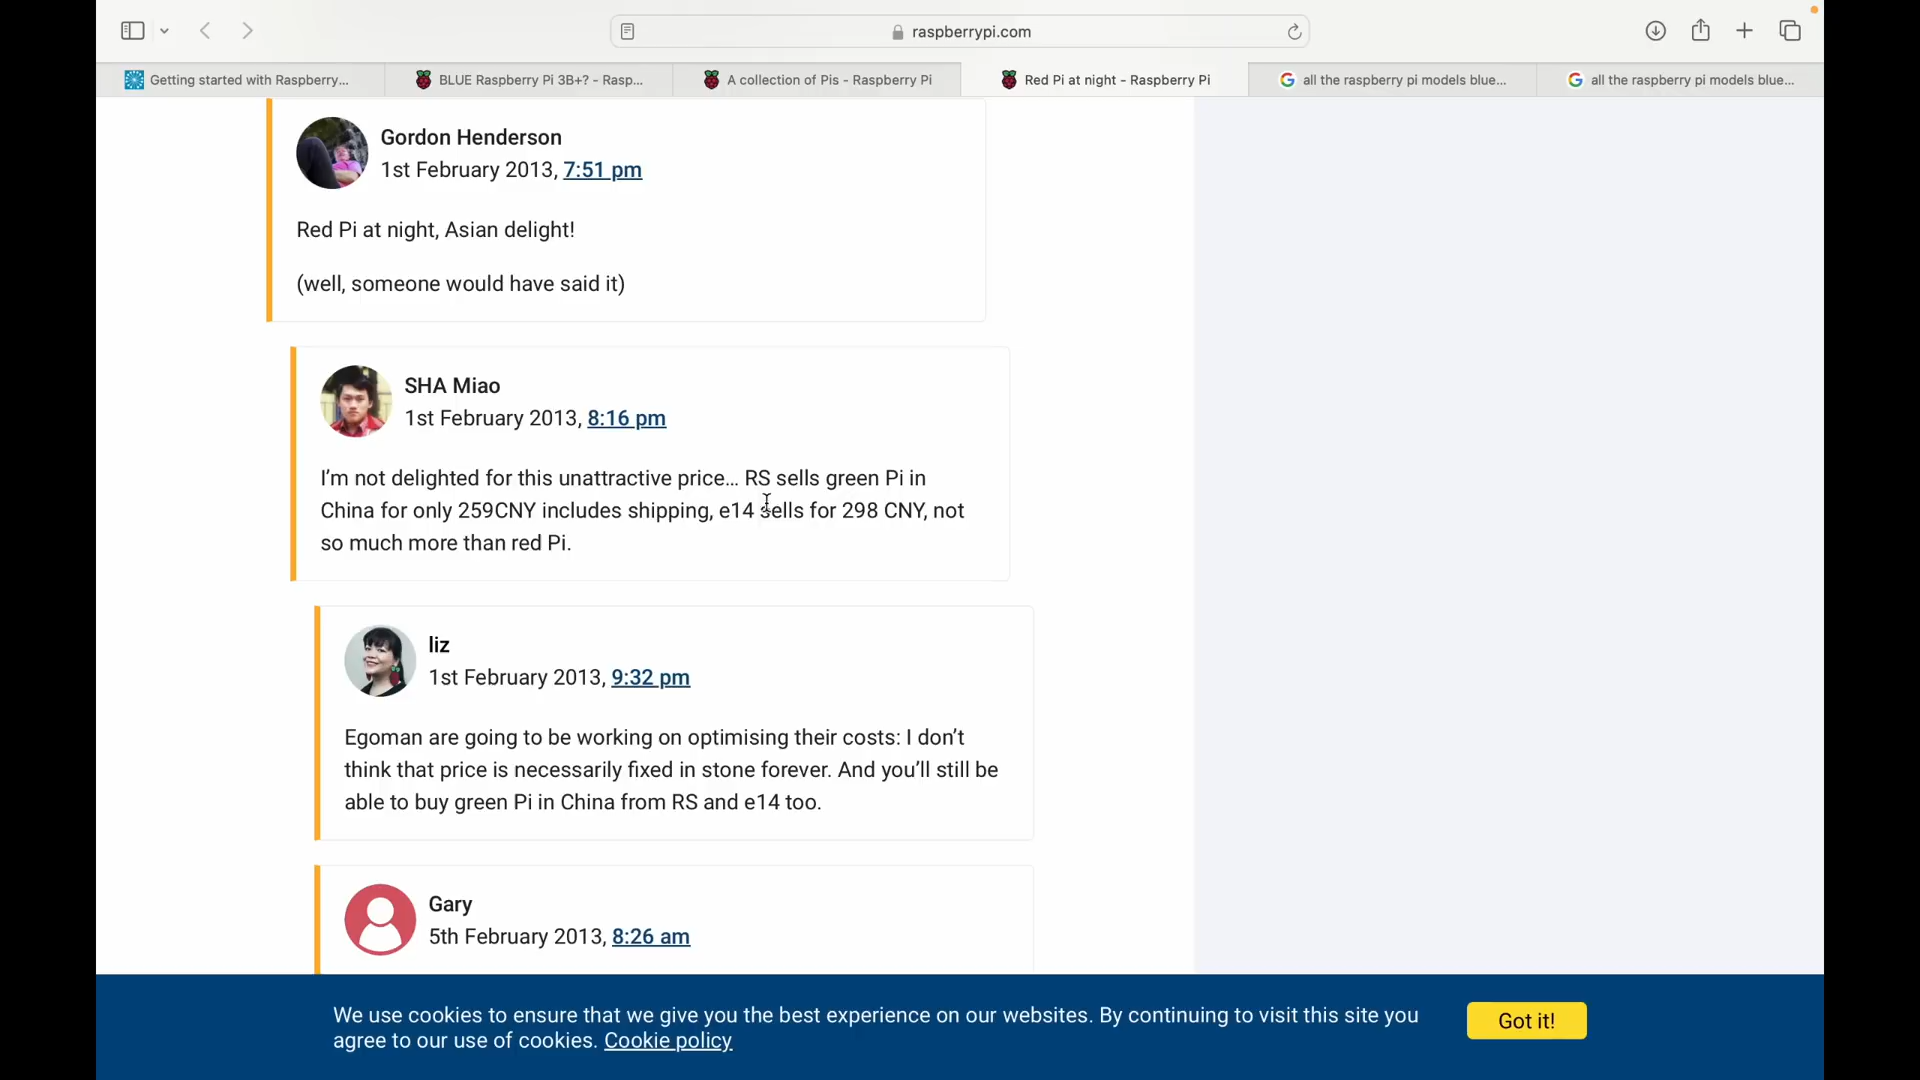 raspberrypi.com
Getting started with Raspberry...
BLUE Raspberry Pi 3B+? - Rasp...
A collection of Pis - Raspberry Pi
Red Pi at night - Raspberry Pi
all the raspberry pi models blue...
all the raspberry pi models blue...
Gordon Henderson
1st February 2013, 7:51 pm
Red Pi at night, Asian delight!
(well, someone would have said it)
SHA Miao
1st February 2013, 8:16 pm
I’m not delighted for this unattractive price… RS sells green Pi in
China for only 259CNY includes shipping, e14 sells for 298 CNY, not
so much more than red Pi.
liz
1st February 2013, 9:32 pm
Egoman are going to be working on optimising their costs: I don’t
think that price is necessarily fixed in stone forever. And you’ll still be
able to buy green Pi in China from RS and e14 too.
Gary
5th February 2013, 8:26 am
We use cookies to ensure that we give you the best experience on our websites. By continuing to visit this site you
agree to our use of cookies. Cookie policy
Got it!